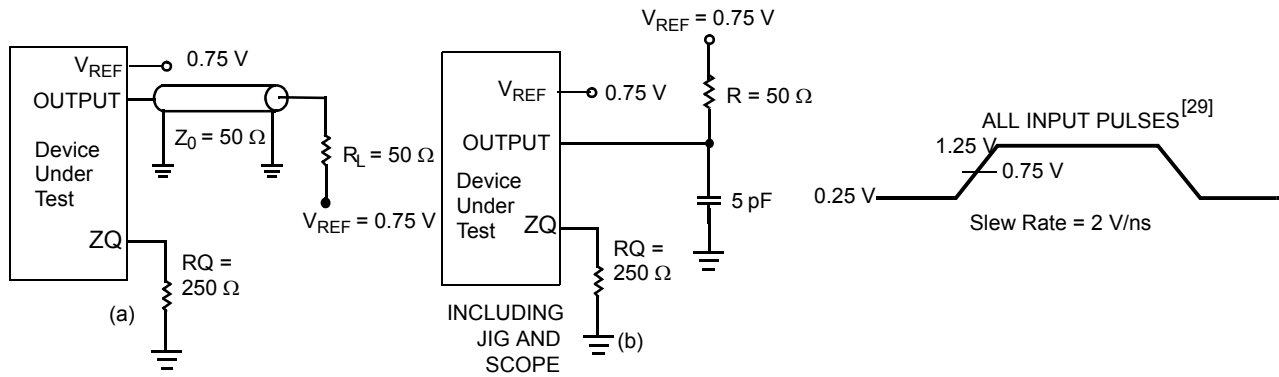 V_REF
0.75 V
OUTPUT
Z_0 = 50 Ω
Device
Under
Test
R_L = 50 Ω
V_REF = 0.75 V
ZQ
RQ =
250 Ω
(a)
V_REF = 0.75 V
V_REF
0.75 V
R = 50 Ω
OUTPUT
Device
Under
Test
5 pF
ZQ
RQ =
250 Ω
INCLUDING
JIG AND
SCOPE
(b)
ALL INPUT PULSES[29]
1.25 V
0.75 V
0.25 V
Slew Rate = 2 V/ns